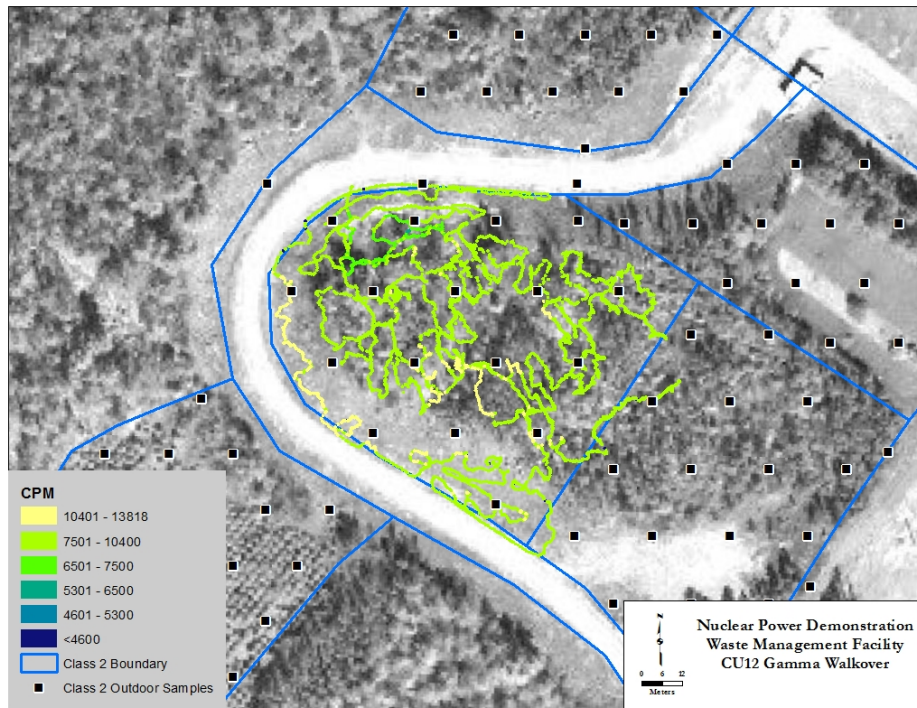 CPM
10401 - 13818
7501 - 10400
6501 - 7500
5301 - 6500
4601 - 5300
<4600
Class 2 Boundary
Class 2 Outdoor Samples
N
0 6 12
Meters
Nuclear Power Demonstration
Waste Management Facility
CU12 Gamma Walkover